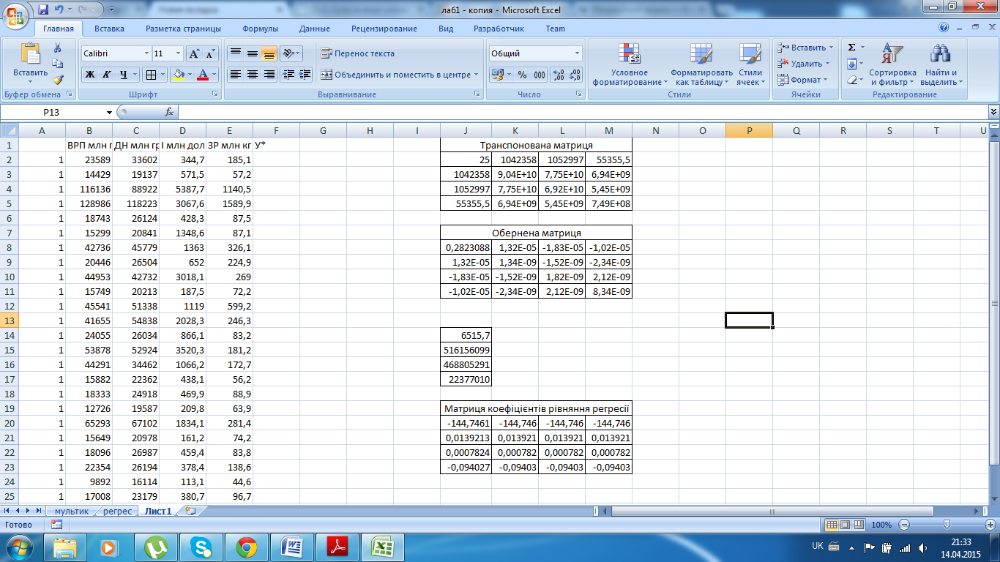 лаб1 - копия - Microsoft Excel
Главная Вставка Разметка страницы Формулы Данные Рецензирование Вид Разработчик Team
Вставить
Буфер обмена
Calibri 11
Ж К Ч
Шрифт
Перенос текста
Объединить и поместить в центре
Выравнивание
Общий
% 000
Число
Условное форматирование
Форматировать как таблицу
Стили ячеек
Стили
Вставить
Удалить
Формат
Ячейки
Сортировка и фильтр
Найти и выделить
Редактирование
P13 fx
A B C D E F G H I J K L M N O P Q R S T U
1 ВРП млн г ДН млн гр І млн дол ЗР млн кг У* Транспонована матриця
2 1 23589 33602 344,7 185,1 25 1042358 1052997 55355,5
3 1 14429 19137 571,5 57,2 1042358 9,04E+10 7,75E+10 6,94E+09
4 1 116136 88922 5387,7 1140,5 1052997 7,75E+10 6,92E+10 5,45E+09
5 1 128986 118223 3067,6 1589,9 55355,5 6,94E+09 5,45E+09 7,49E+08
6 1 18743 26124 428,3 87,5
7 1 15299 20841 1348,6 87,1 Обернена матриця
8 1 42736 45779 1363 326,1 0,2823088 1,32E-05 -1,83E-05 -1,02E-05
9 1 20446 26504 652 224,9 1,32E-05 1,34E-09 -1,52E-09 -2,34E-09
10 1 44953 42732 3018,1 269 -1,83E-05 -1,52E-09 1,82E-09 2,12E-09
11 1 15749 20213 187,5 72,2 -1,02E-05 -2,34E-09 2,12E-09 8,34E-09
12 1 45541 51338 1119 599,2
13 1 41655 54838 2028,3 246,3
14 1 24055 26034 866,1 83,2 6515,7
15 1 53878 52924 3520,3 181,2 516156099
16 1 44291 34462 1066,2 172,7 468805291
17 1 15882 22362 438,1 56,2 22377010
18 1 18333 24918 469,9 88,9
19 1 12726 19587 209,8 63,9 Матриця коефіцієнтів рівняння регресії
20 1 65293 67102 1834,1 281,4 -144,7461 -144,746 -144,746 -144,746
21 1 15649 20978 161,2 74,2 0,0139213 0,013921 0,013921 0,013921
22 1 18096 26987 459,4 83,8 0,0007824 0,000782 0,000782 0,000782
23 1 22354 26194 378,4 138,6 -0,094027 -0,09403 -0,09403 -0,09403
24 1 9892 16114 113,1 44,6
25 1 17008 23179 380,7 96,7
мультик регрес Лист1
Готово 100%
UK 21:33
14.04.2015